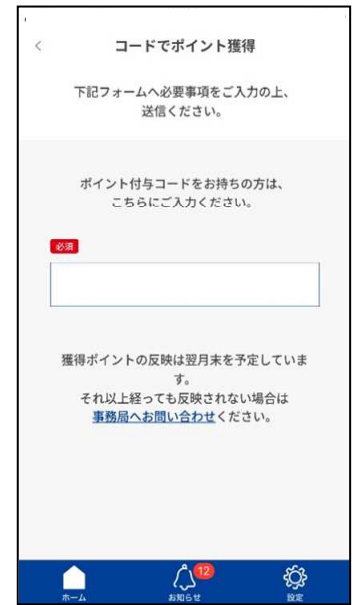 コードでポイント獲得
下記フォームへ必要事項をご入力の上、
送信ください。
ポイント付与コードをお持ちの方は、
こちらにご入力ください。
必須
獲得ポイントの反映は翌月末を予定していま
す。
それ以上経っても反映されない場合は
事務局へお問い合わせください。
12
ホーム
お知らせ
設定